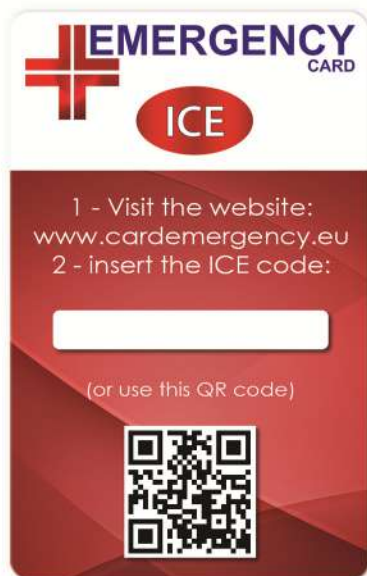 EMERGENCY
CARD
ICE
1 - Visit the website:
www.cardemergency.eu
2 - insert the ICE code:
(or use this QR code)